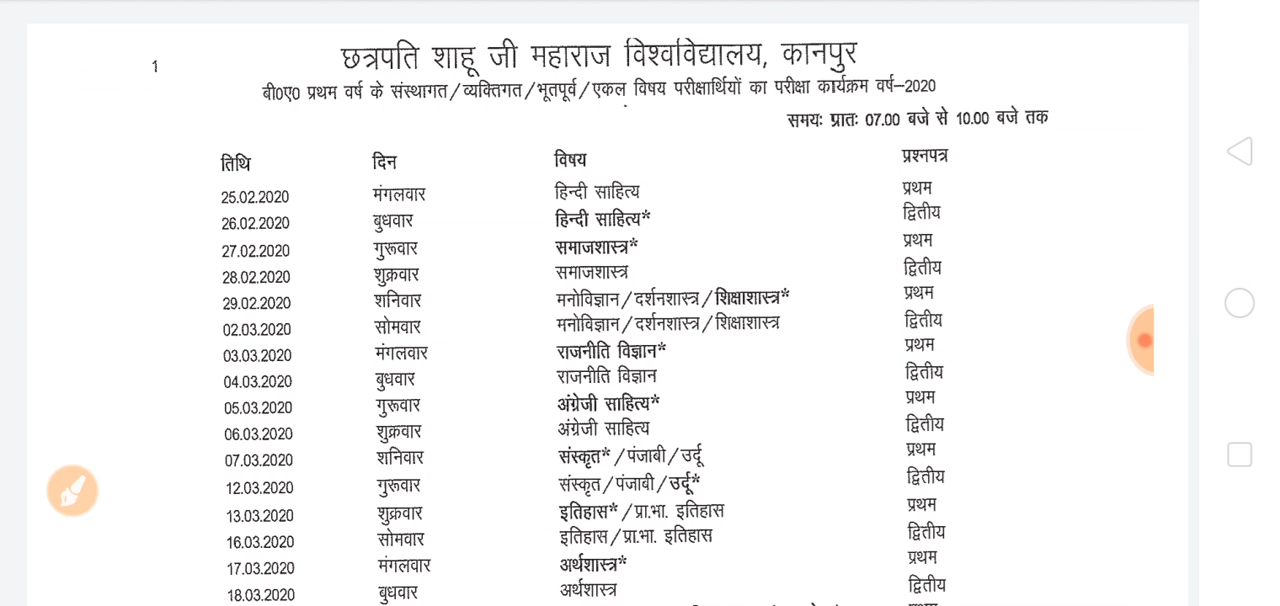 1
छत्रपति शाहू जी महाराज विश्वविद्यालय, कानपुर
बी०ए० प्रथम वर्ष के संस्थागत/व्यक्तिगत/भूतपूर्व/एकल विषय परीक्षार्थियों का परीक्षा कार्यक्रम वर्ष–2020
समयः प्रातः 07.00 बजे से 10.00 बजे तक
तिथि दिन विषय प्रश्नपत्र
25.02.2020 मंगलवार हिन्दी साहित्य प्रथम
26.02.2020 बुधवार हिन्दी साहित्य* द्वितीय
27.02.2020 गुरूवार समाजशास्त्र* प्रथम
28.02.2020 शुक्रवार समाजशास्त्र द्वितीय
29.02.2020 शनिवार मनोविज्ञान/दर्शनशास्त्र/शिक्षाशास्त्र* प्रथम
02.03.2020 सोमवार मनोविज्ञान/दर्शनशास्त्र/शिक्षाशास्त्र द्वितीय
03.03.2020 मंगलवार राजनीति विज्ञान* प्रथम
04.03.2020 बुधवार राजनीति विज्ञान द्वितीय
05.03.2020 गुरूवार अंग्रेजी साहित्य* प्रथम
06.03.2020 शुक्रवार अंग्रेजी साहित्य द्वितीय
07.03.2020 शनिवार संस्कृत*/पंजाबी/उर्दू प्रथम
12.03.2020 गुरूवार संस्कृत/पंजाबी/उर्दू* द्वितीय
13.03.2020 शुक्रवार इतिहास*/प्रा.भा. इतिहास प्रथम
16.03.2020 सोमवार इतिहास/प्रा.भा. इतिहास द्वितीय
17.03.2020 मंगलवार अर्थशास्त्र* प्रथम
18.03.2020 बुधवार अर्थशास्त्र द्वितीय